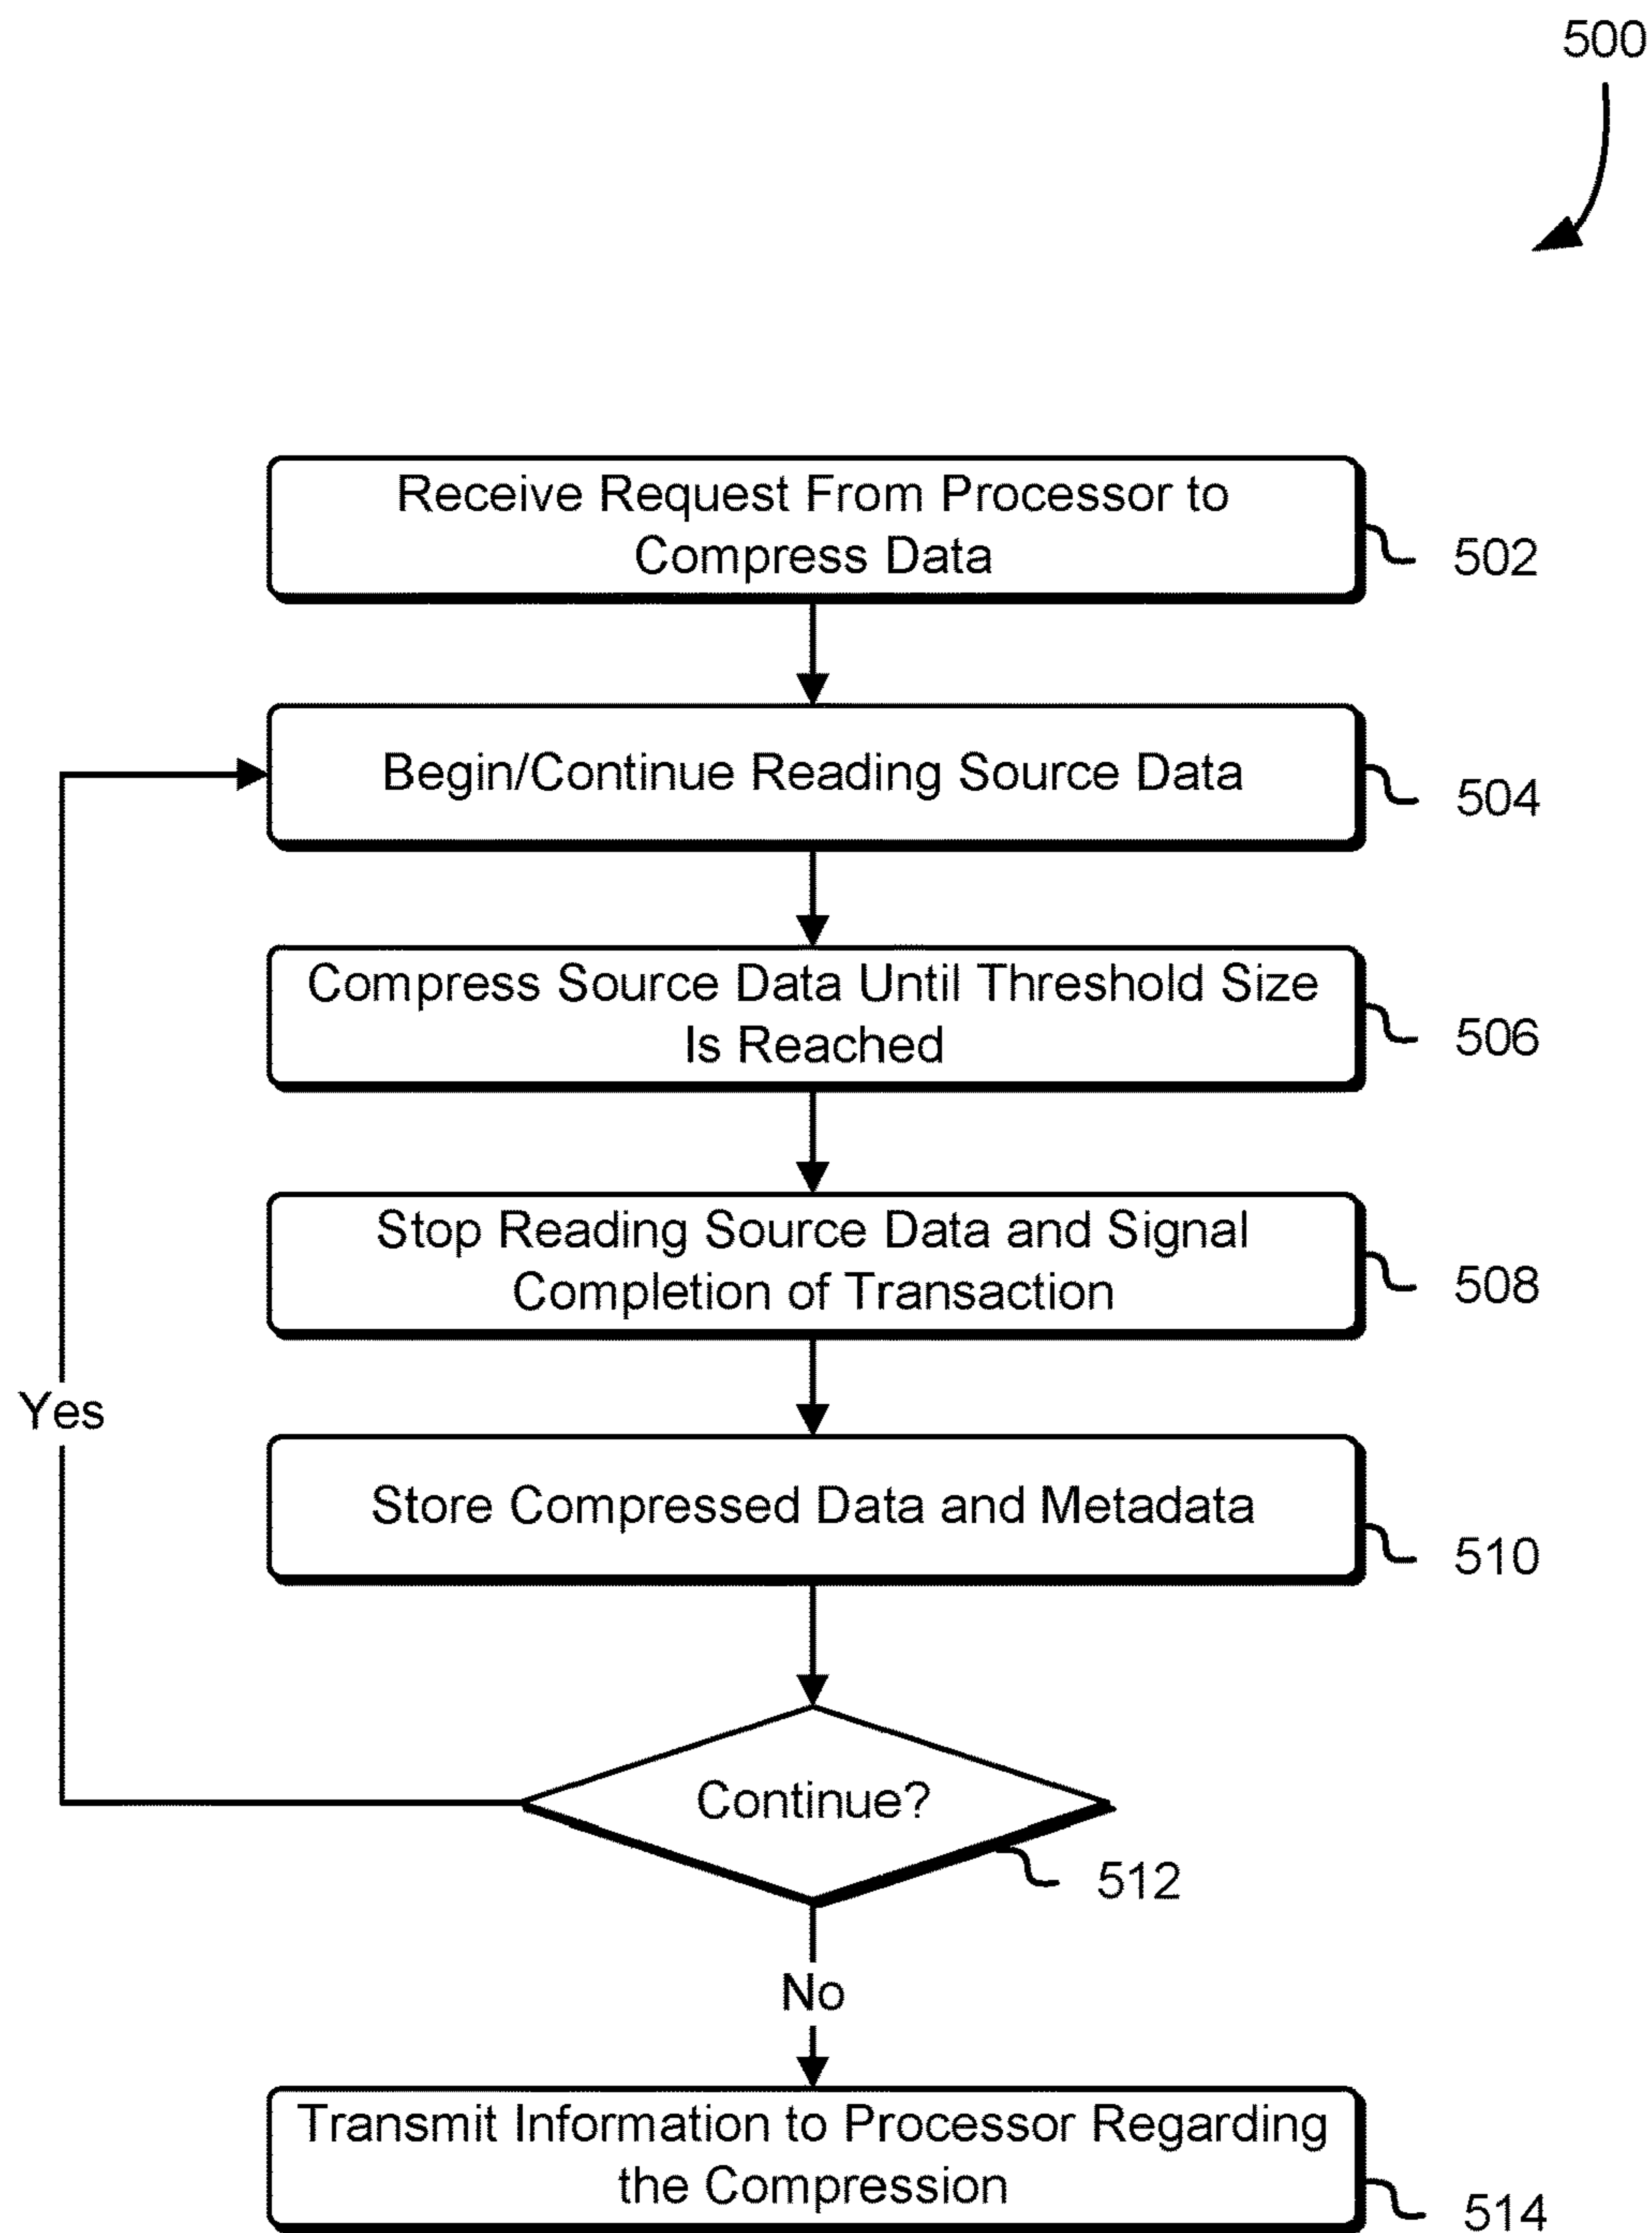 500
Receive Request From Processor to
Compress Data
502
Begin/Continue Reading Source Data
504
Compress Source Data Until Threshold Size
Is Reached
506
Stop Reading Source Data and Signal
Completion of Transaction
508
Yes
Store Compressed Data and Metadata
510
Continue?
512
No
Transmit Information to Processor Regarding
the Compression
514